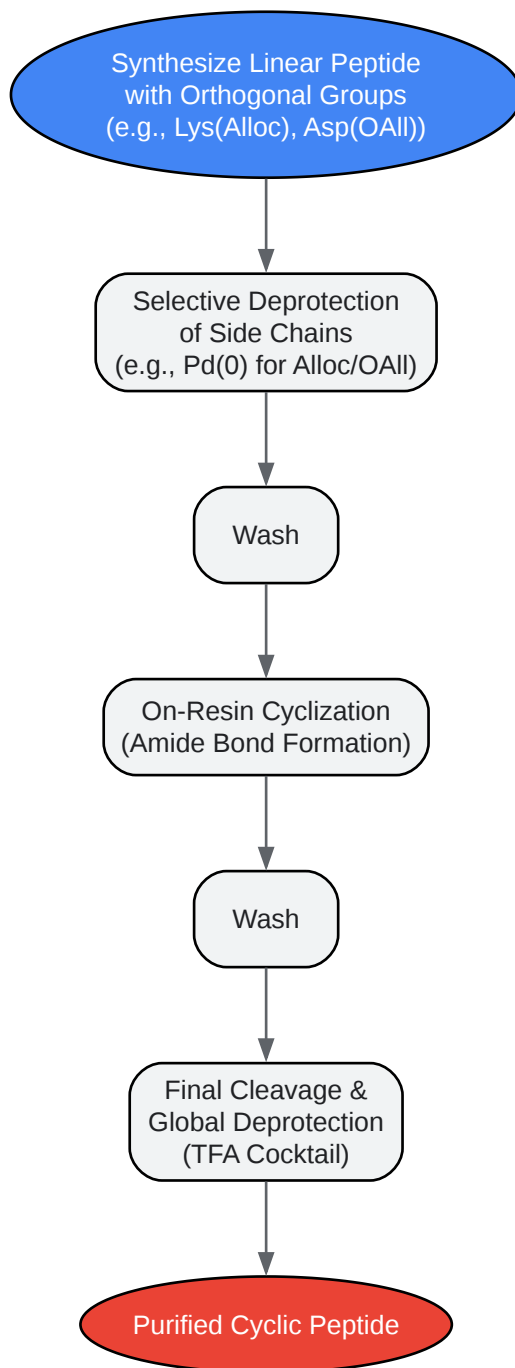 Synthesize Linear Peptide
with Orthogonal Groups
(e.g., Lys(Alloc), Asp(OAll))
Selective Deprotection
of Side Chains
(e.g., Pd(0) for Alloc/OAll)
Wash
On-Resin Cyclization
(Amide Bond Formation)
Wash
Final Cleavage &
Global Deprotection
(TFA Cocktail)
Purified Cyclic Peptide